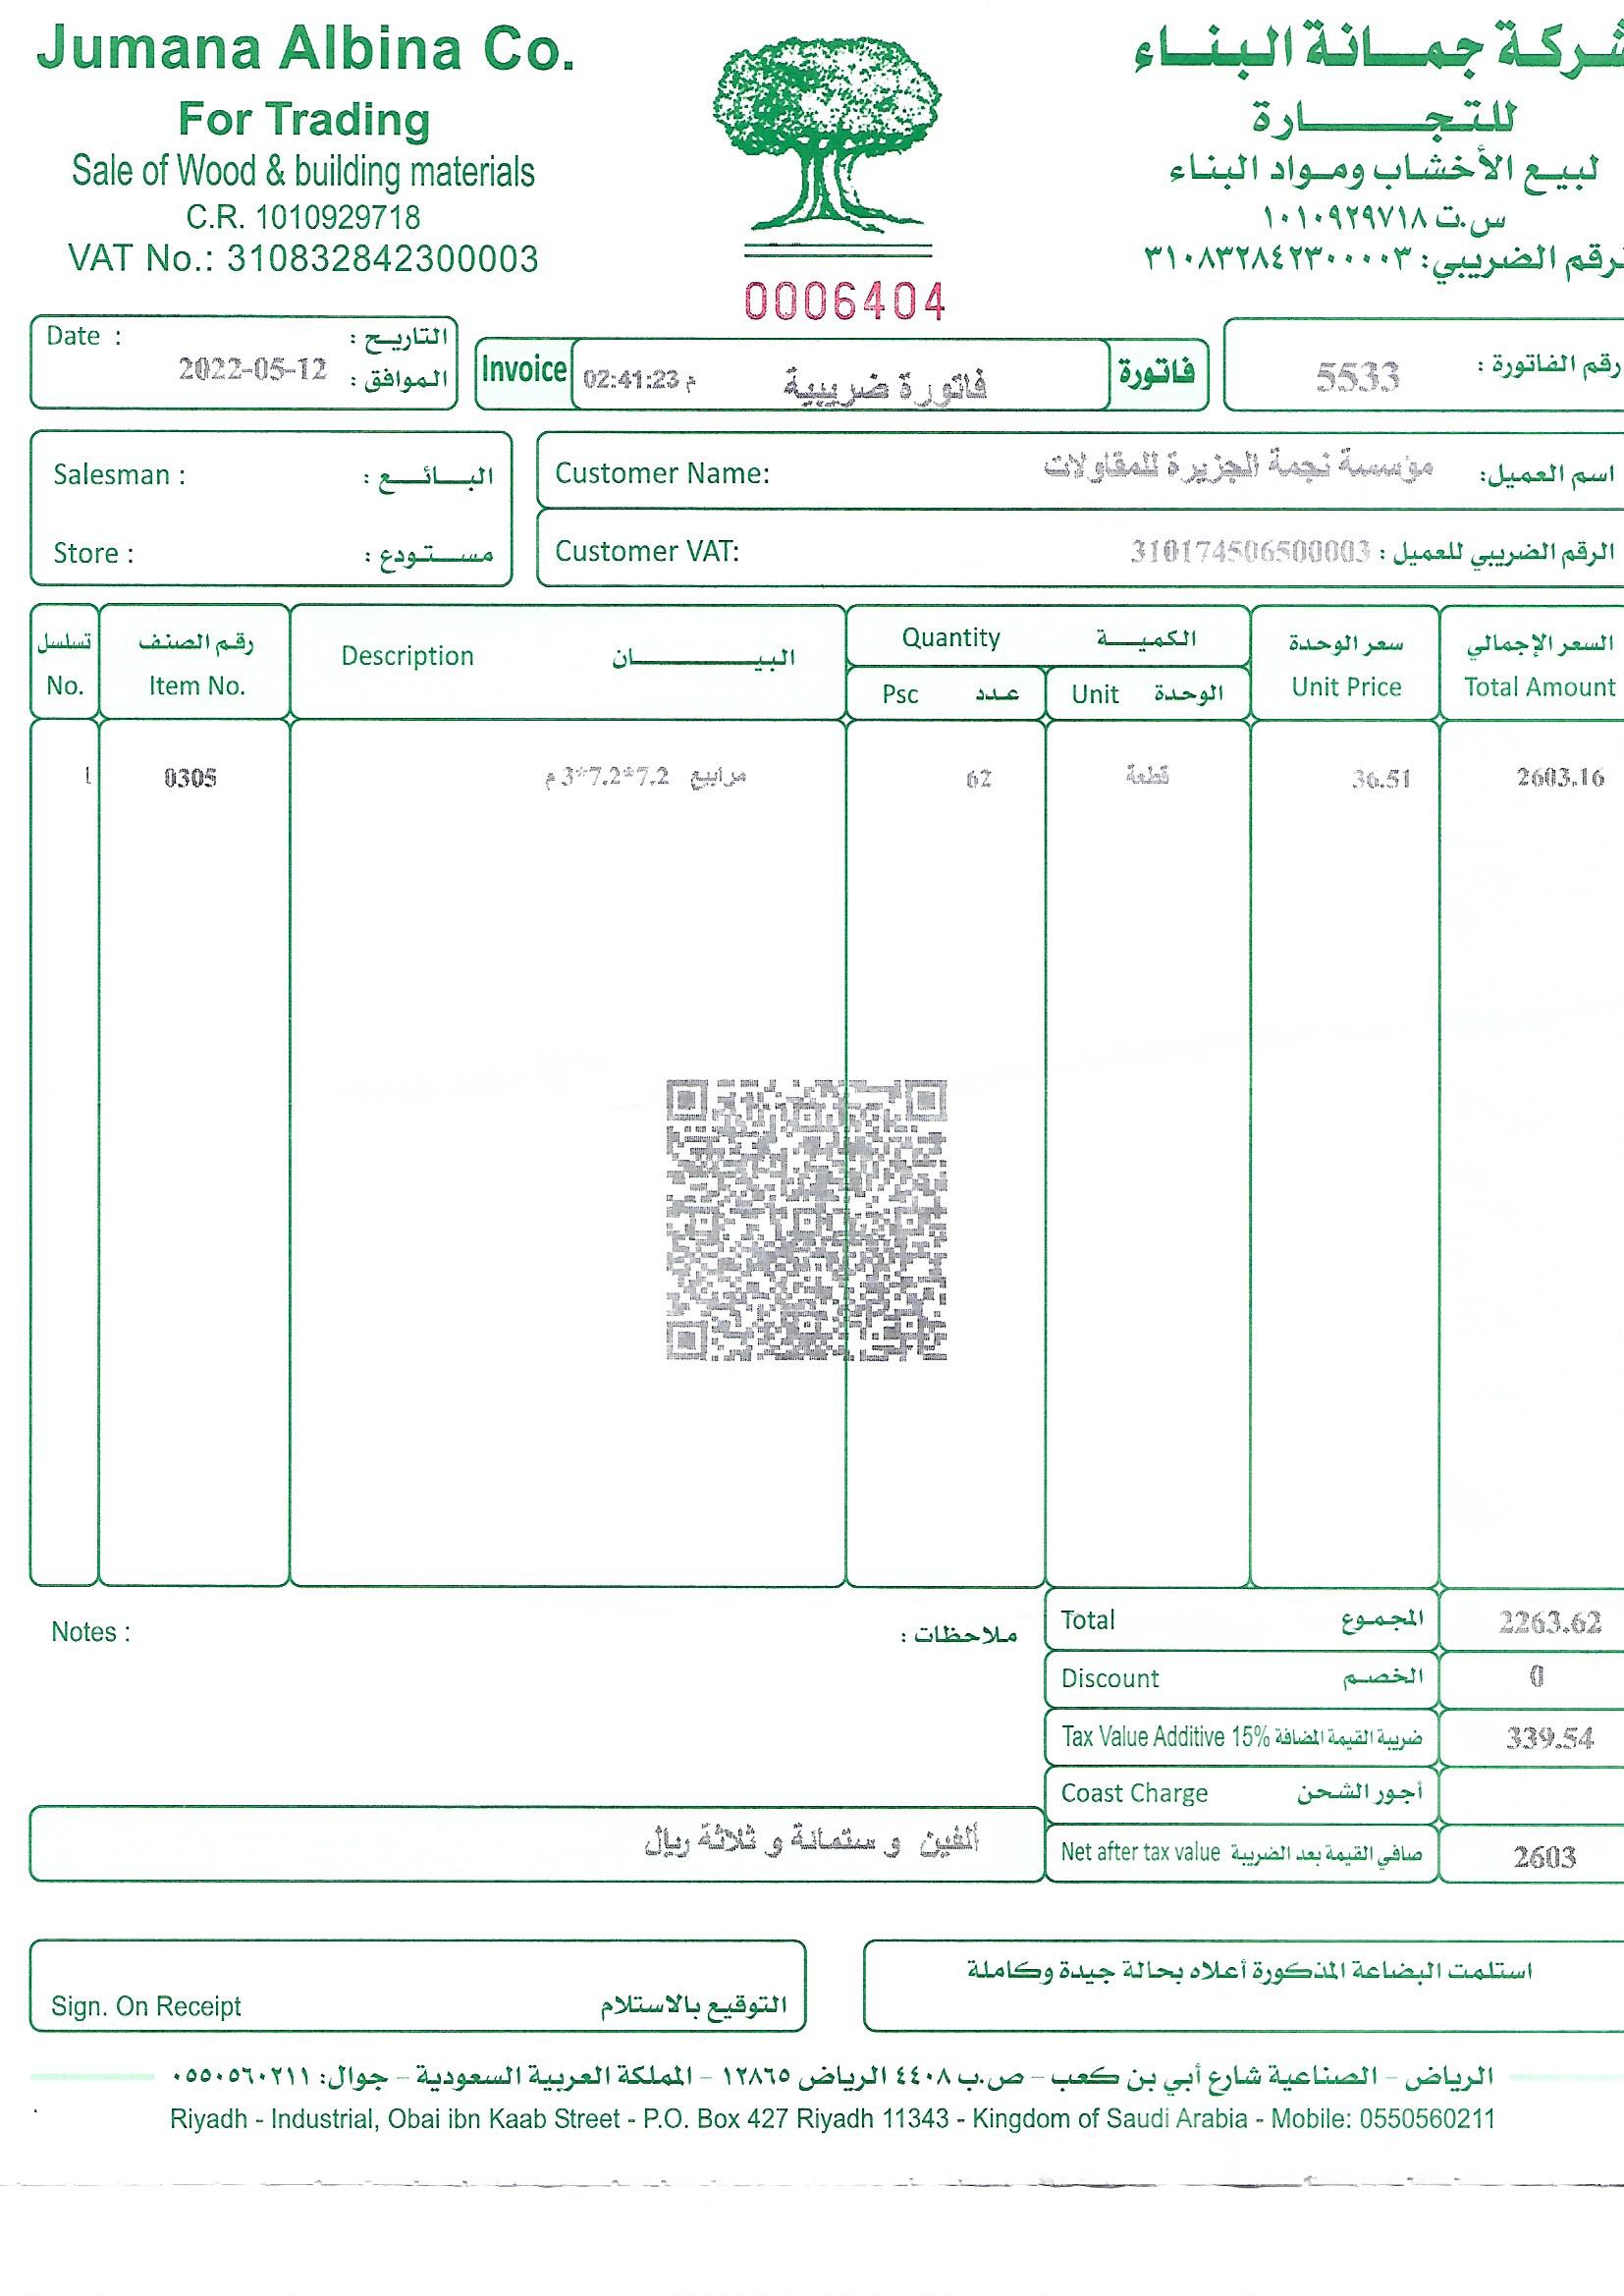 Jumana Albina Co.
For Trading
Sale of Wood & building materials
C.R. 1010929718
VAT No.: 310832842300003
شركة جمانة البناء
للتجارة
لبيع الأخشاب ومواد البناء
س.ت ١٠١٠٩٢٩٧١٨
الرقم الضريبي: ٣١٠٨٣٢٨٤٢٣٠٠٠٠٣
0006404
Date : التاريخ :
2022-05-12 الموافق :
Invoice 02:41:23 م فاتورة ضريبية فاتورة
رقم الفاتورة : 5533
Salesman : البائع :
Store : مستودع :
Customer Name: مؤسسة نجمة الجزيرة للمقاولات اسم العميل:
Customer VAT: 310174506500003 الرقم الضريبي للعميل :
تسلسل No. رقم الصنف Item No. Description البيان Quantity الكمية Psc عدد Unit الوحدة سعر الوحدة Unit Price السعر الإجمالي Total Amount
1 0305 مرابيع 7.2*7.2*3 م 62 قطعة 36.51 2603.16
Notes : ملاحظات :
Total المجموع 2263.62
Discount الخصم 0
Tax Value Additive 15% ضريبة القيمة المضافة 339.54
Coast Charge أجور الشحن
ألفين و ستمائة و ثلاثة ريال
Net after tax value صافي القيمة بعد الضريبة 2603
Sign. On Receipt التوقيع بالاستلام
استلمت البضاعة المذكورة أعلاه بحالة جيدة وكاملة
الرياض - الصناعية شارع أبي بن كعب - ص.ب ٤٤٠٨ الرياض ١٢٨٦٥ - المملكة العربية السعودية - جوال: ٠٥٥٠٥٦٠٢١١
Riyadh - Industrial, Obai ibn Kaab Street - P.O. Box 427 Riyadh 11343 - Kingdom of Saudi Arabia - Mobile: 0550560211